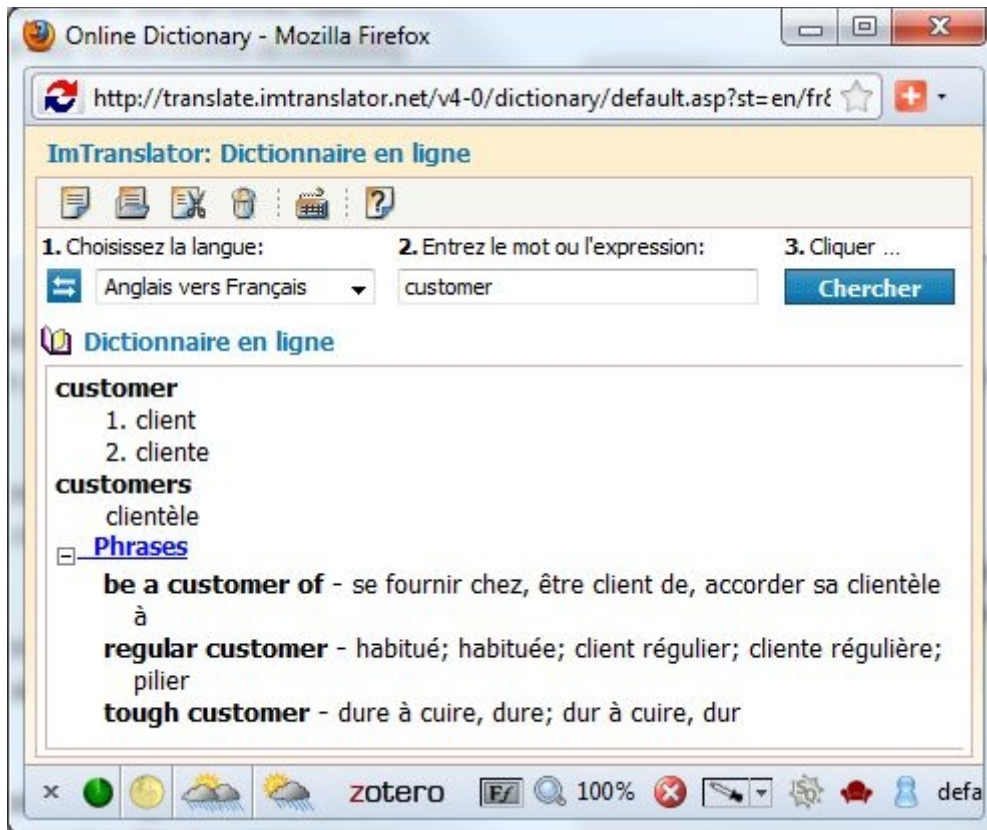 Online Dictionary - Mozilla Firefox
http://translate.imtranslator.net/v4-0/dictionary/default.asp?st=en/fr&
ImTranslator: Dictionnaire en ligne
1. Choisissez la langue: 2. Entrez le mot ou l'expression: 3. Cliquer ...
Anglais vers Français customer Chercher
Dictionnaire en ligne
customer
1. client
2. cliente
customers
clientèle
Phrases
be a customer of - se fournir chez, être client de, accorder sa clientèle
à
regular customer - habitué; habituée; client régulier; cliente régulière;
pilier
tough customer - dure à cuire, dure; dur à cuire, dur
× zotero Ff 100% defa